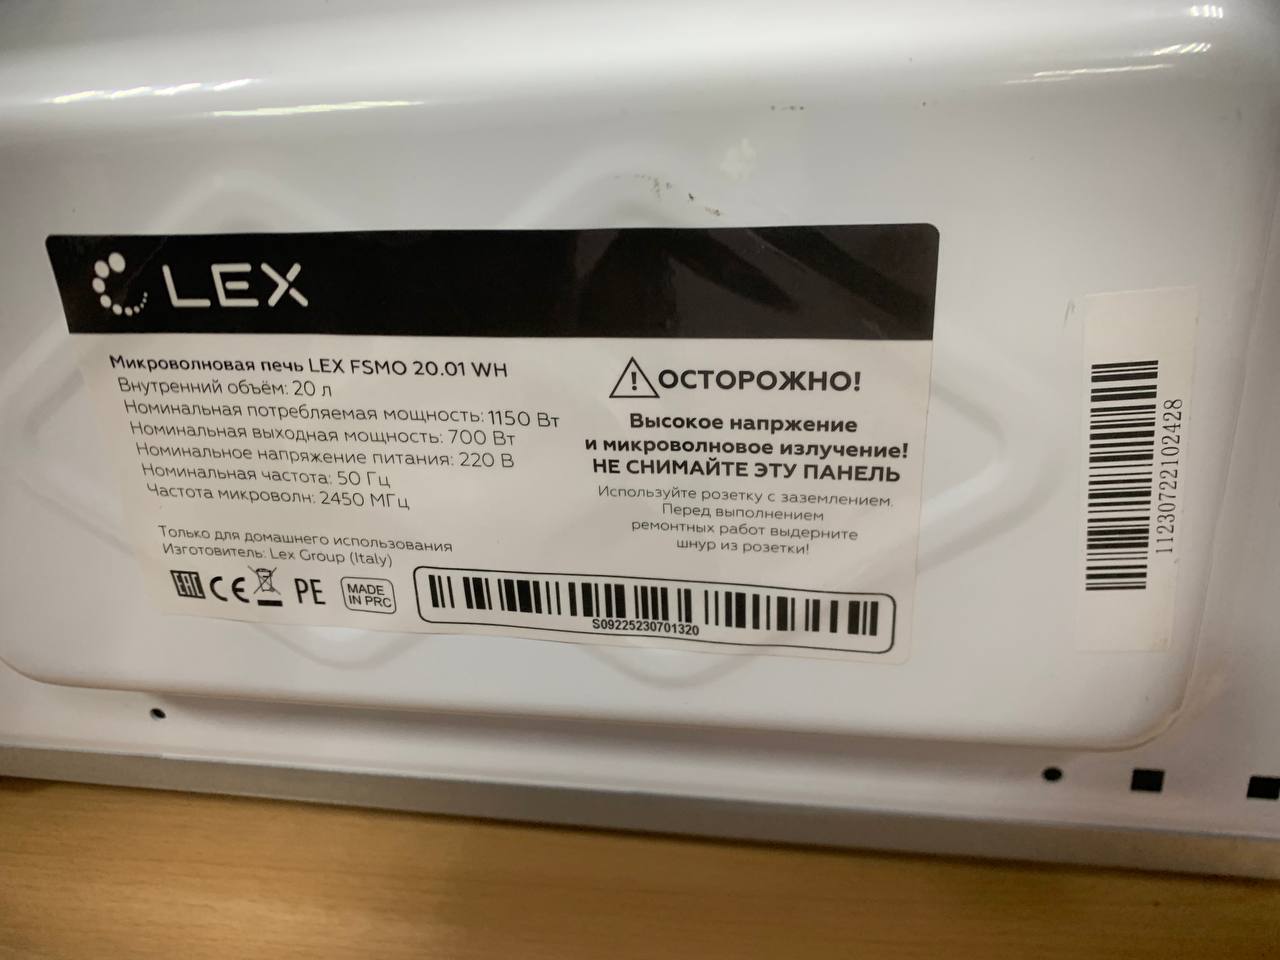 LEX
Микроволновая печь LEX FSMO 20.01 WH
Внутренний объём: 20 л
Номинальная потребляемая мощность: 1150 Вт
Номинальная выходная мощность: 700 Вт
Номинальное напряжение питания: 220 В
Номинальная частота: 50 Гц
Частота микроволн: 2450 МГц
Только для домашнего использования
Изготовитель: Lex Group (Italy)
EAC CE PE MADE
IN PRC
ОСТОРОЖНО!
Высокое напржение
и микроволновое излучение!
НЕ СНИМАЙТЕ ЭТУ ПАНЕЛЬ
Используйте розетку с заземлением.
Перед выполнением
ремонтных работ выдерните
шнур из розетки!
S09225230701320
11230722102428